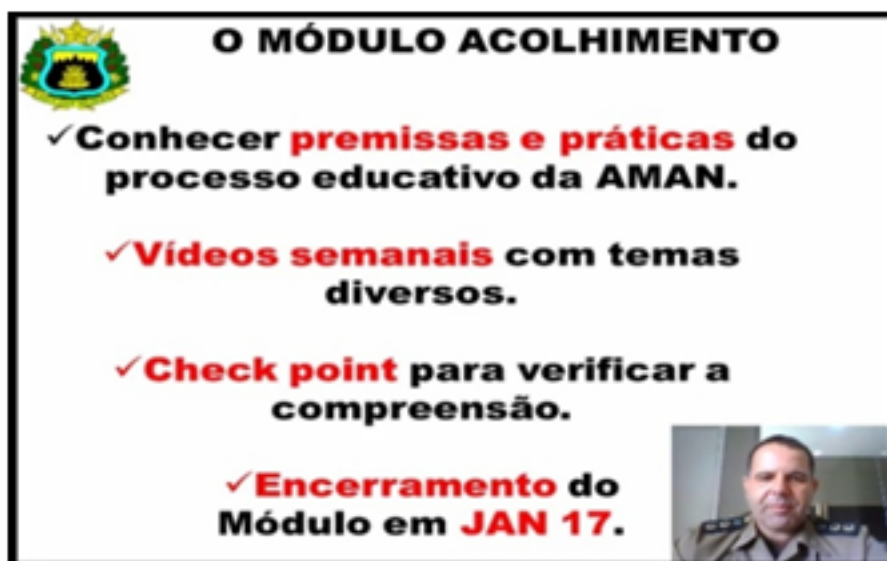 O MÓDULO ACOLHIMENTO
✓Conhecer premissas e práticas do
processo educativo da AMAN.
✓Vídeos semanais com temas
diversos.
✓Check point para verificar a
compreensão.
✓Encerramento do
Módulo em JAN 17.